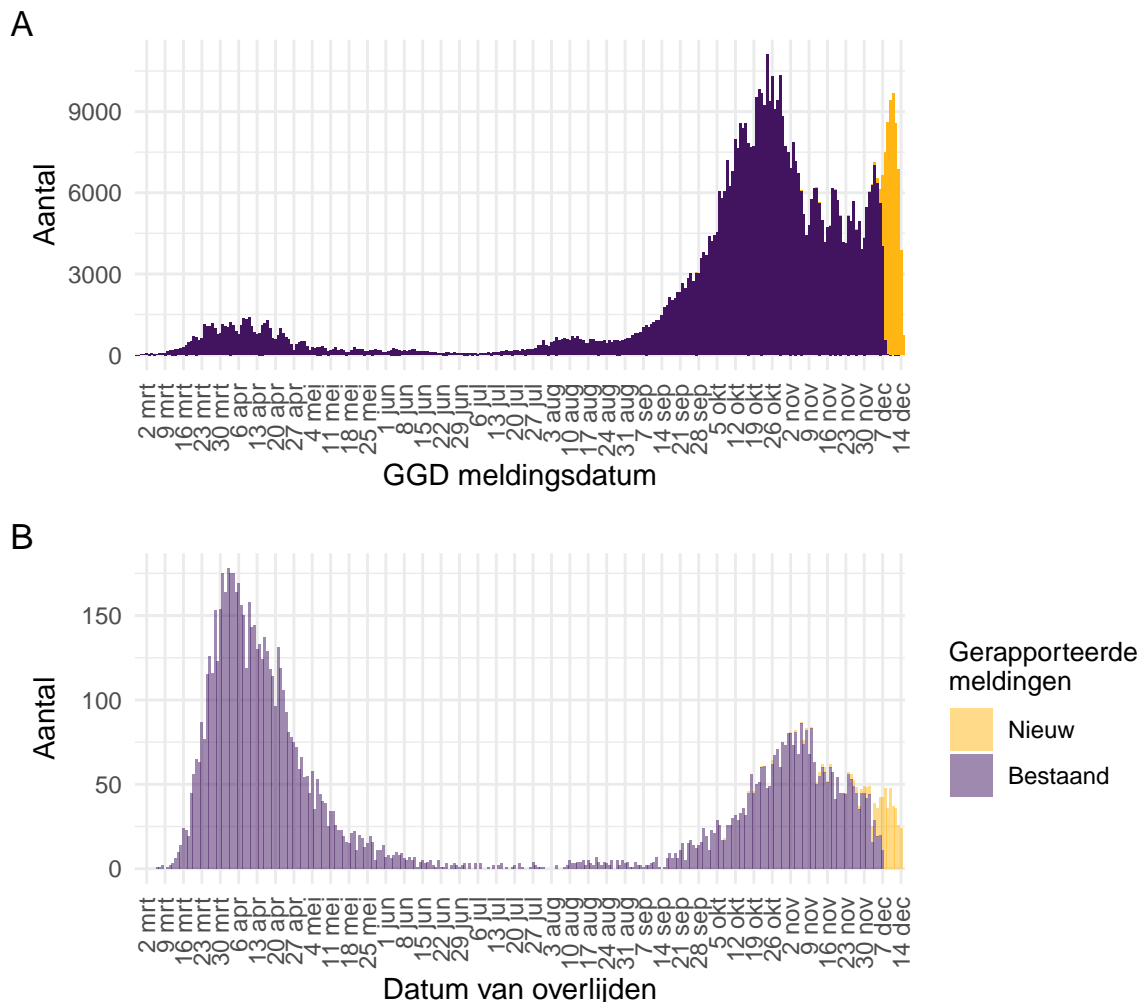 A
Aantal
9000
6000
3000
0
2 mrt
9 mrt
16 mrt
23 mrt
30 mrt
6 apr
13 apr
20 apr
27 apr
4 mei
11 mei
18 mei
25 mei
1 jun
8 jun
15 jun
22 jun
29 jun
6 jul
13 jul
20 jul
27 jul
3 aug
10 aug
17 aug
24 aug
31 aug
7 sep
14 sep
21 sep
28 sep
5 okt
12 okt
19 okt
26 okt
2 nov
9 nov
16 nov
23 nov
30 nov
7 dec
14 dec
GGD meldingsdatum
B
Aantal
150
100
50
0
2 mrt
9 mrt
16 mrt
23 mrt
30 mrt
6 apr
13 apr
20 apr
27 apr
4 mei
11 mei
18 mei
25 mei
1 jun
8 jun
15 jun
22 jun
29 jun
6 jul
13 jul
20 jul
27 jul
3 aug
10 aug
17 aug
24 aug
31 aug
7 sep
14 sep
21 sep
28 sep
5 okt
12 okt
19 okt
26 okt
2 nov
9 nov
16 nov
23 nov
30 nov
7 dec
14 dec
Datum van overlijden
Gerapporteerde
meldingen
Nieuw
Bestaand